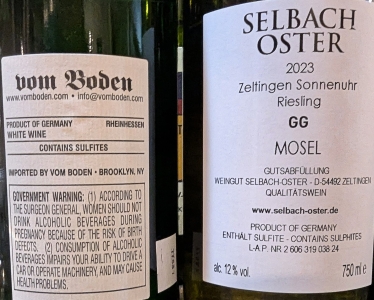 vom Boden
www.vomboden.com • info@vomboden.com
PRODUCT OF GERMANY RHEINHESSEN
WHITE WINE
CONTAINS SULFITES
IMPORTED BY VOM BODEN • BROOKLYN, NY
GOVERNMENT WARNING: (1) ACCORDING TO
THE SURGEON GENERAL, WOMEN SHOULD NOT
DRINK ALCOHOLIC BEVERAGES DURING
PREGNANCY BECAUSE OF THE RISK OF BIRTH
DEFECTS. (2) CONSUMPTION OF ALCOHOLIC
BEVERAGES IMPAIRS YOUR ABILITY TO DRIVE A
CAR OR OPERATE MACHINERY, AND MAY CAUSE
HEALTH PROBLEMS.
SELBACH
OSTER
2023
Zeltingen Sonnenuhr
Riesling
GG
MOSEL
GUTSABFÜLLUNG
WEINGUT SELBACH-OSTER - D-54492 ZELTINGEN
QUALITÄTSWEIN
www.selbach-oster.de
PRODUCT OF GERMANY
ENTHÄLT SULFITE - CONTAINS SULPHITES
L-A.P. NR 2 606 319 038 24
alc. 12 % vol. 750 ml e